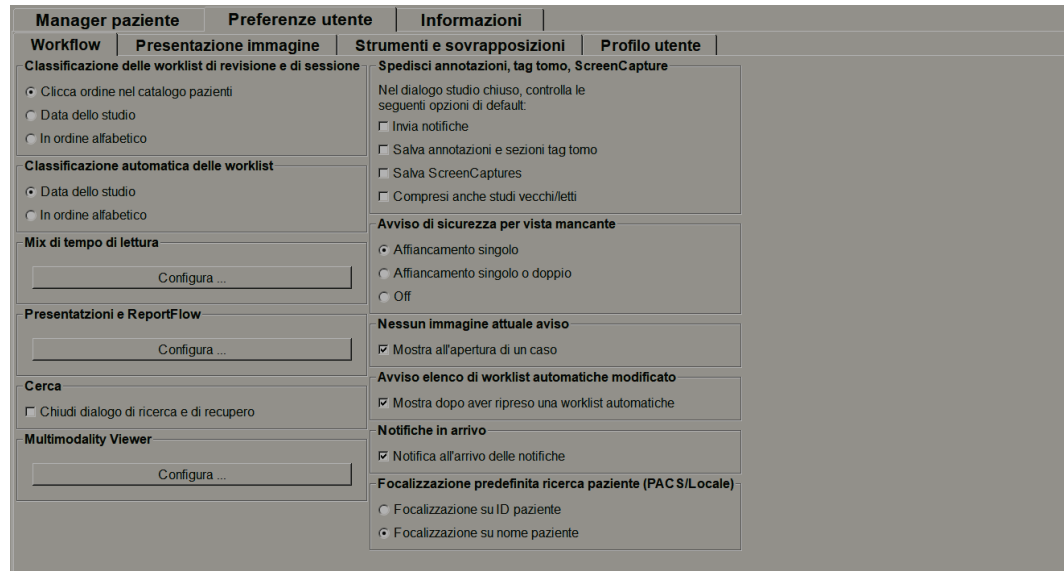 Manager paziente
Preferenze utente
Informazioni
Workflow
Presentazione immagine
Strumenti e sovrapposizioni
Profilo utente
Classificazione delle worklist di revisione e di sessione
Clicca ordine nel catalogo pazienti
Data dello studio
In ordine alfabetico
Classificazione automatica delle worklist
Data dello studio
In ordine alfabetico
Mix di tempo di lettura
Configura ...
Presentatzioni e ReportFlow
Configura ...
Cerca
Chiudi dialogo di ricerca e di recupero
Multimodality Viewer
Configura ...
Spedisci annotazioni, tag tomo, ScreenCapture
Nel dialogo studio chiuso, controlla le
seguenti opzioni di default:
Invia notifiche
Salva annotazioni e sezioni tag tomo
Salva ScreenCaptures
Compresi anche studi vecchi/letti
Avviso di sicurezza per vista mancante
Affiancamento singolo
Affiancamento singolo o doppio
Off
Nessun immagine attuale aviso
Mostra all'apertura di un caso
Avviso elenco di worklist automatiche modificato
Mostra dopo aver ripreso una worklist automatiche
Notifiche in arrivo
Notifica all'arrivo delle notifiche
Focalizzazione predefinita ricerca paziente (PACS/Locale)
Focalizzazione su ID paziente
Focalizzazione su nome paziente